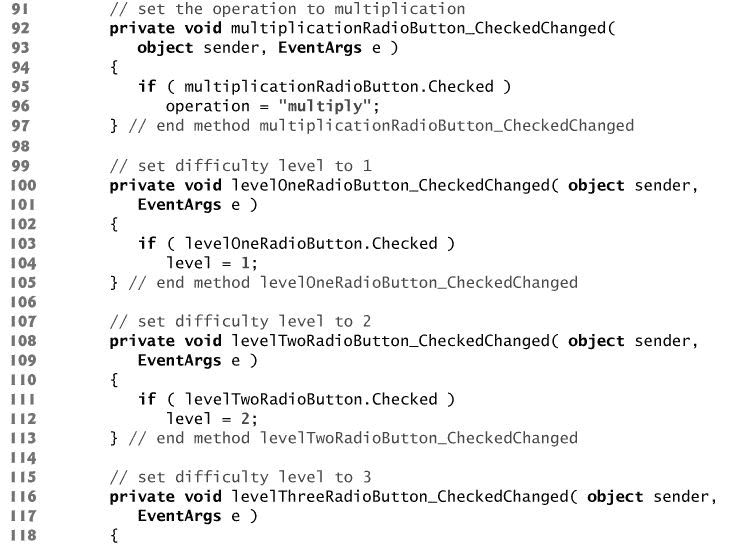 91 // set the operation to multiplication
92 private void multiplicationRadioButton_CheckedChanged(
93 object sender, EventArgs e )
94 {
95 if ( multiplicationRadioButton.Checked )
96 operation = "multiply";
97 } // end method multiplicationRadioButton_CheckedChanged
98
99 // set difficulty level to 1
100 private void levelOneRadioButton_CheckedChanged( object sender,
101 EventArgs e )
102 {
103 if ( levelOneRadioButton.Checked )
104 level = 1;
105 } // end method levelOneRadioButton_CheckedChanged
106
107 // set difficulty level to 2
108 private void levelTwoRadioButton_CheckedChanged( object sender,
109 EventArgs e )
110 {
111 if ( levelTwoRadioButton.Checked )
112 level = 2;
113 } // end method levelTwoRadioButton_CheckedChanged
114
115 // set difficulty level to 3
116 private void levelThreeRadioButton_CheckedChanged( object sender,
117 EventArgs e )
118 {